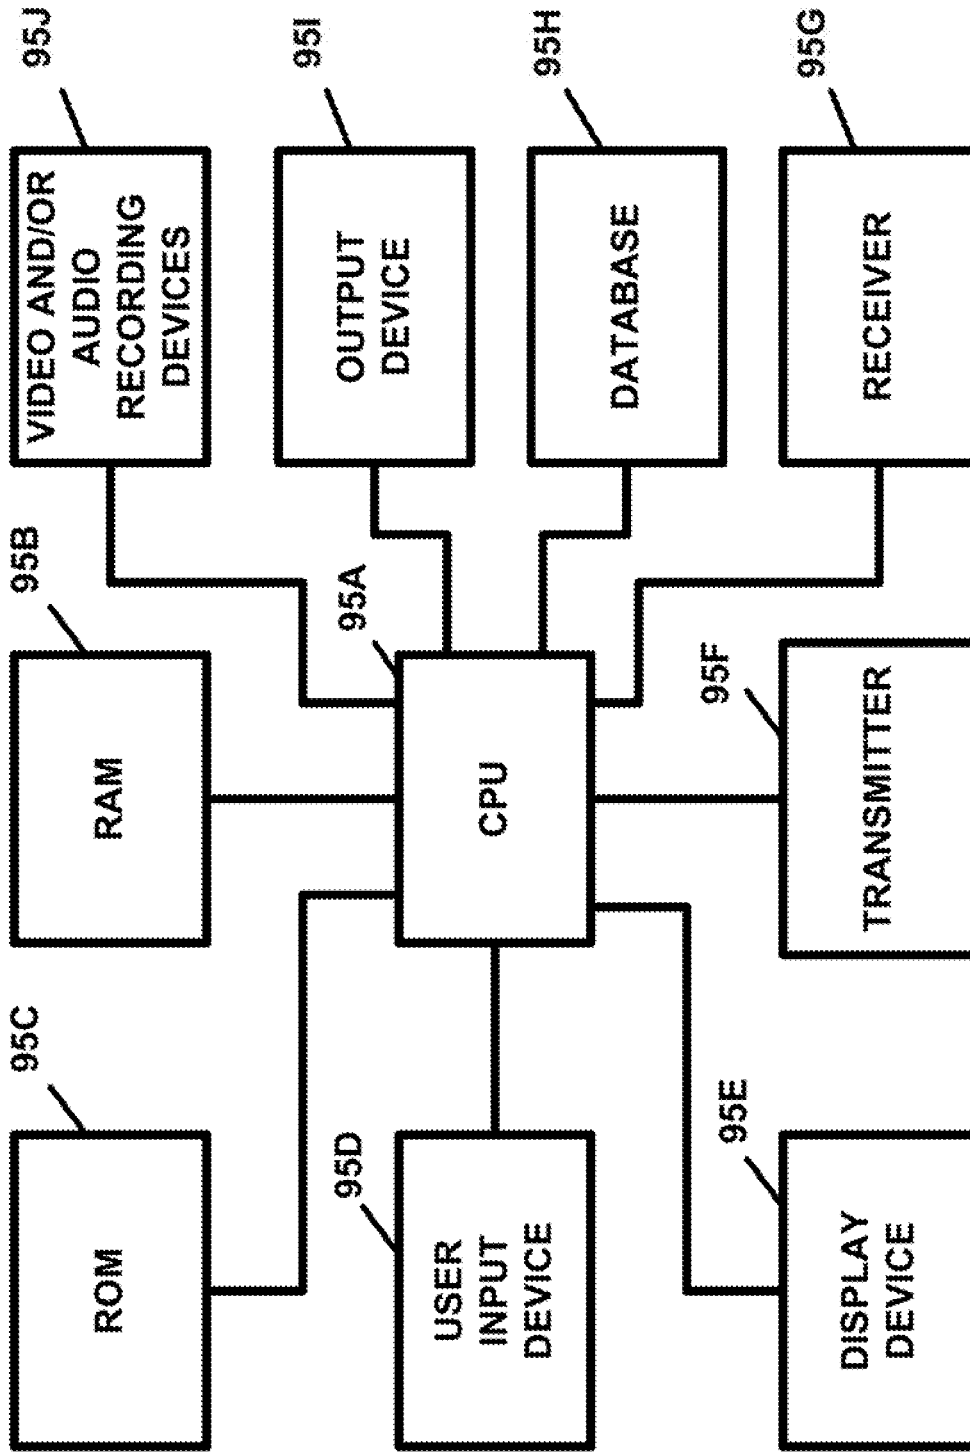 95C
ROM
95B
RAM
95J
VIDEO AND/OR
AUDIO
RECORDING
DEVICES
95D
USER
INPUT
DEVICE
95A
CPU
95I
OUTPUT
DEVICE
95H
DATABASE
95E
DISPLAY
DEVICE
95F
TRANSMITTER
95G
RECEIVER